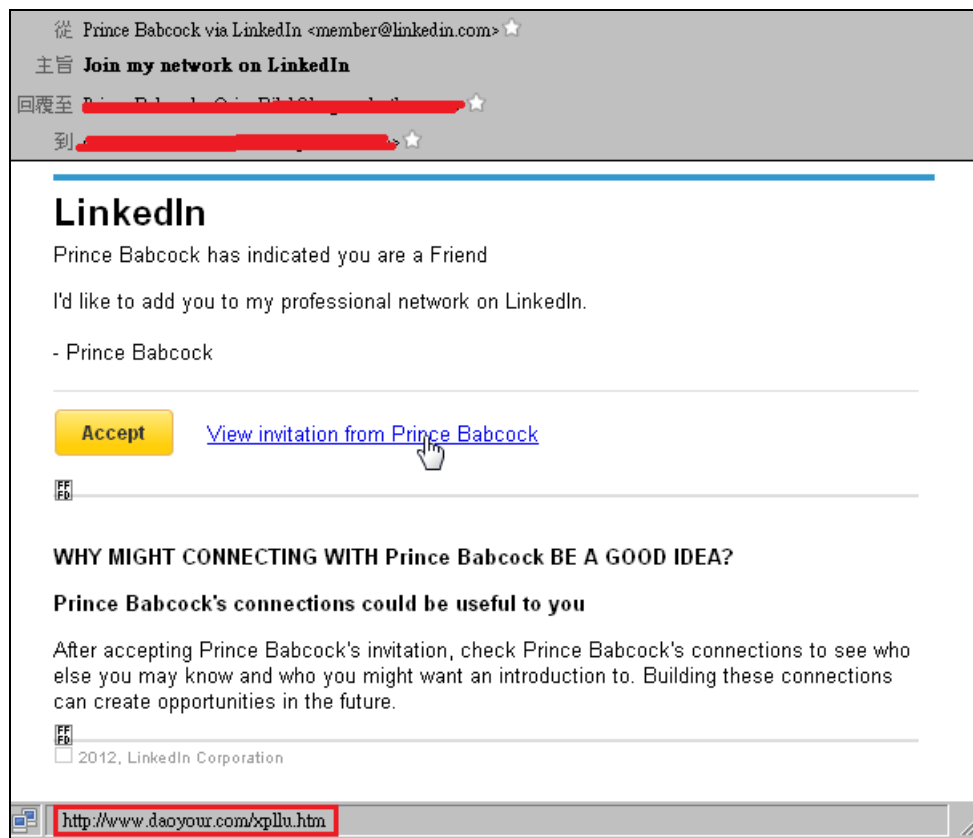 從 Prince Babcock via LinkedIn <member@linkedin.com>
主旨 Join my network on LinkedIn
回覆至
到
LinkedIn
Prince Babcock has indicated you are a Friend
I'd like to add you to my professional network on LinkedIn.
- Prince Babcock
Accept View invitation from Prince Babcock
FFFD
WHY MIGHT CONNECTING WITH Prince Babcock BE A GOOD IDEA?
Prince Babcock's connections could be useful to you
After accepting Prince Babcock's invitation, check Prince Babcock's connections to see who
else you may know and who you might want an introduction to. Building these connections
can create opportunities in the future.
FFFD
2012, LinkedIn Corporation
http://www.daoyour.com/xpllu.htm